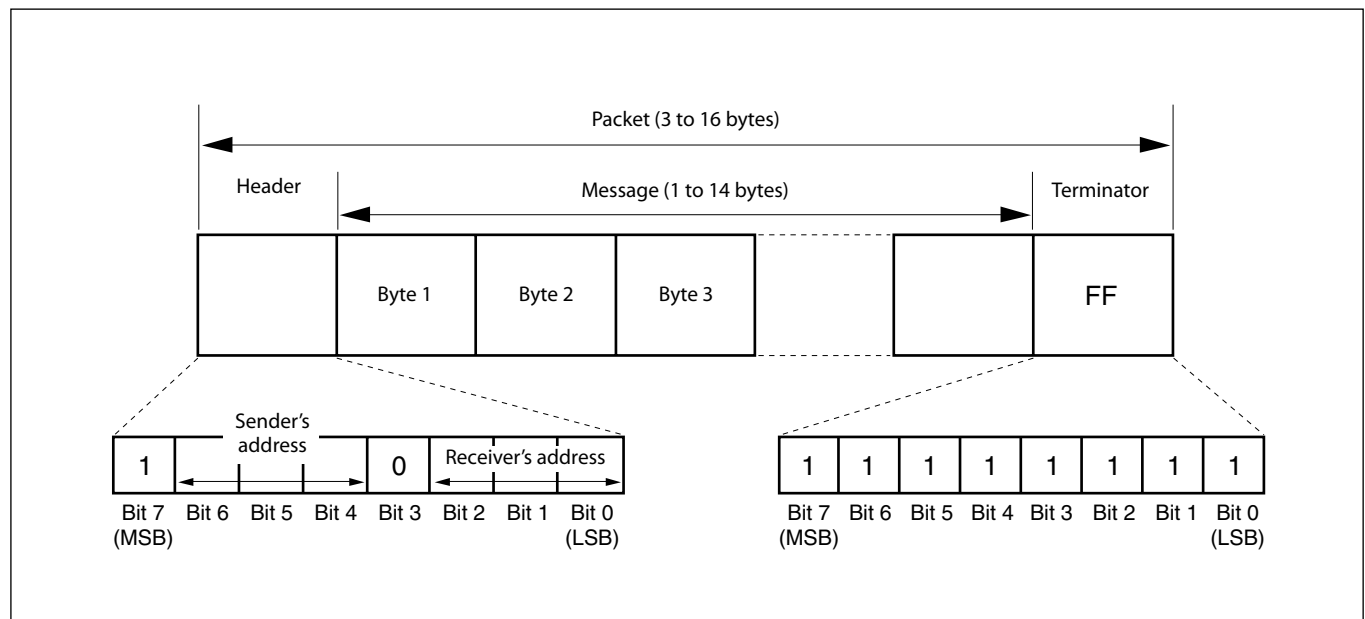 Packet (3 to 16 bytes)
Header
Message (1 to 14 bytes)
Terminator
Byte 1
Byte 2
Byte 3
FF
Sender's
address
1
0
Receiver's address
1 1 1 1 1 1 1 1
Bit 7 Bit 6 Bit 5 Bit 4 Bit 3 Bit 2 Bit 1 Bit 0
(MSB) (LSB)
Bit 7 Bit 6 Bit 5 Bit 4 Bit 3 Bit 2 Bit 1 Bit 0
(MSB) (LSB)